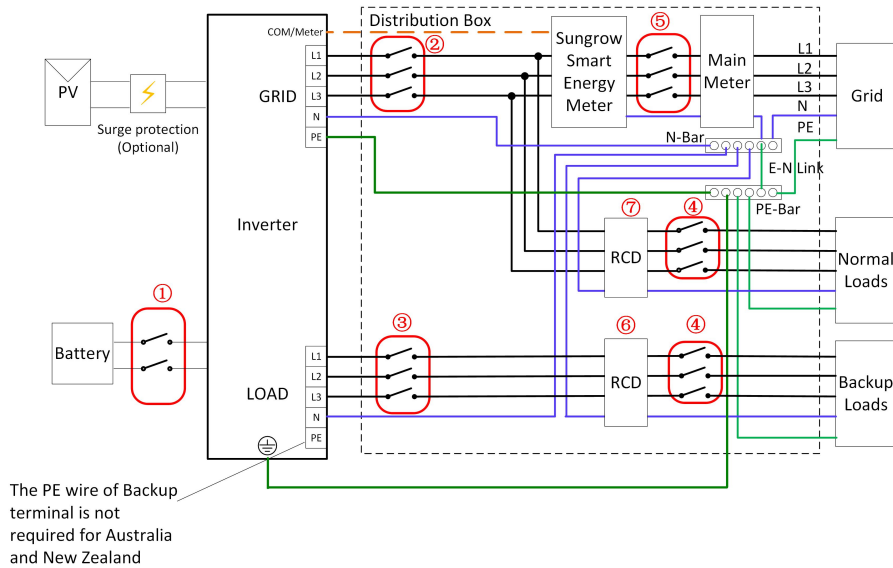 Distribution Box
COM/Meter
②
⑤
L1
L2
L3
N
PE
GRID
PV
⚡
Surge protection
(Optional)
Sungrow
Smart
Energy
Meter
Main
Meter
L1
L2
L3
N
PE
Grid
N-Bar
E-N Link
PE-Bar
Inverter
⑦
④
RCD
Normal
Loads
①
Battery
③
⑥
④
L1
L2
L3
N
PE
LOAD
RCD
Backup
Loads
The PE wire of Backup
terminal is not
required for Australia
and New Zealand